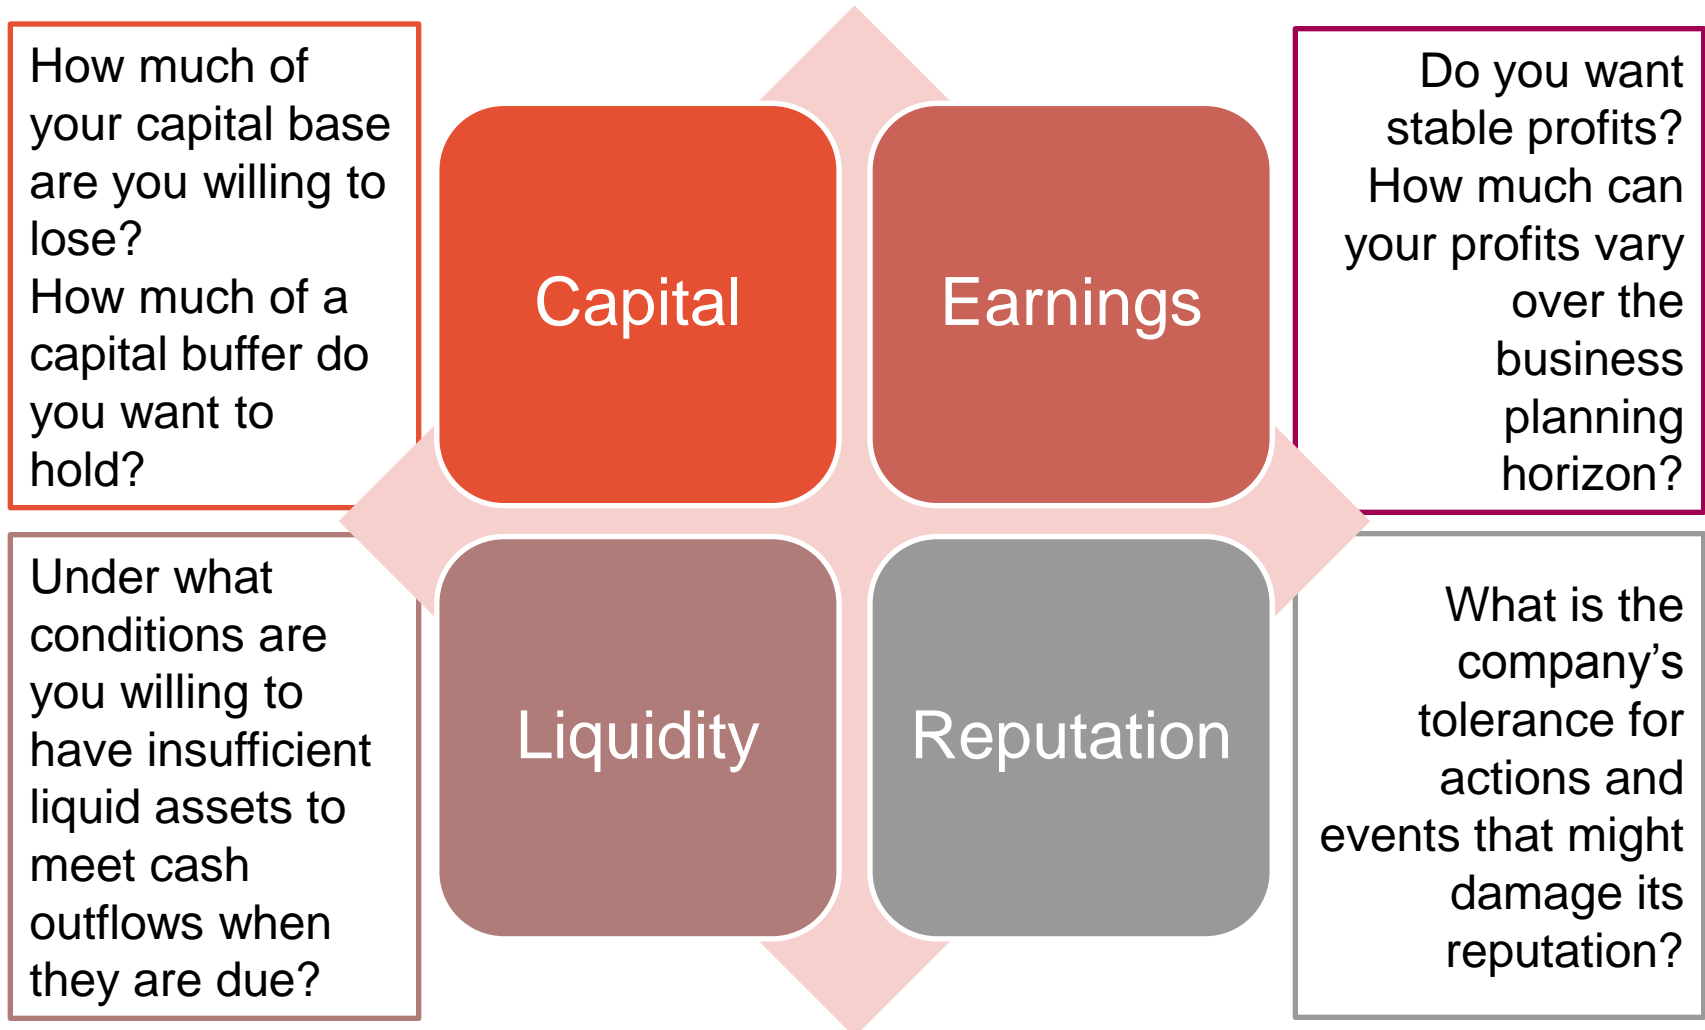 How much of
your capital base
are you willing to
lose?
How much of a
capital buffer do
you want to
hold?
Capital
Earnings
Do you want
stable profits?
How much can
your profits vary
over the
business
planning
horizon?
Under what
conditions are
you willing to
have insufficient
liquid assets to
meet cash
outflows when
they are due?
Liquidity
Reputation
What is the
company’s
tolerance for
actions and
events that might
damage its
reputation?